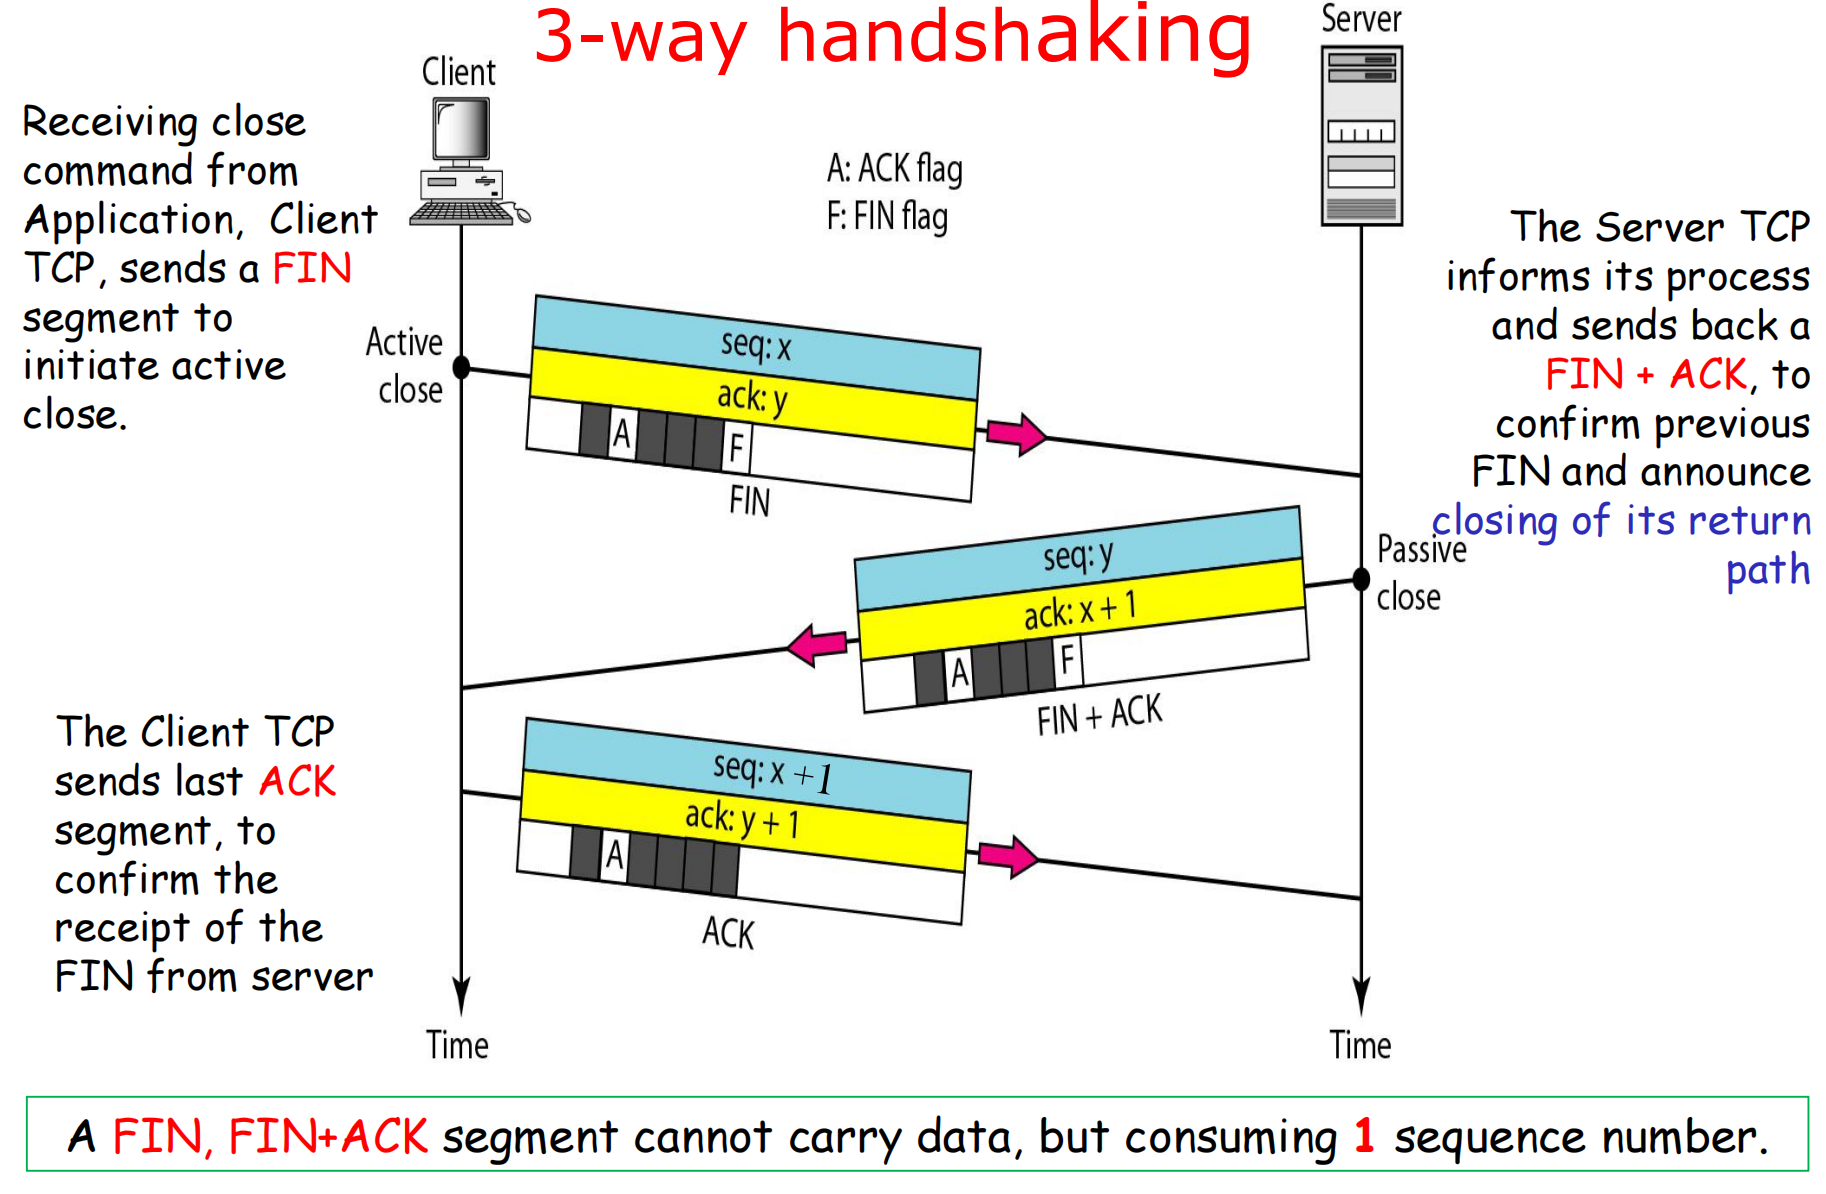 3-way handshaking
Server
Client
Receiving close
command from
Application, Client
TCP, sends a FIN
segment to
initiate active
close.
A: ACK flag
F: FIN flag
The Server TCP
informs its process
and sends back a
FIN + ACK, to
confirm previous
FIN and announce
closing of its return
path
Active
close
seq: x
ack: y
A
F
FIN
Passive
close
seq: y
ack: x + 1
A
F
FIN + ACK
The Client TCP
sends last ACK
segment, to
confirm the
receipt of the
FIN from server
seq: x +1
ack: y + 1
A
ACK
Time
Time
A FIN, FIN+ACK segment cannot carry data, but consuming 1 sequence number.